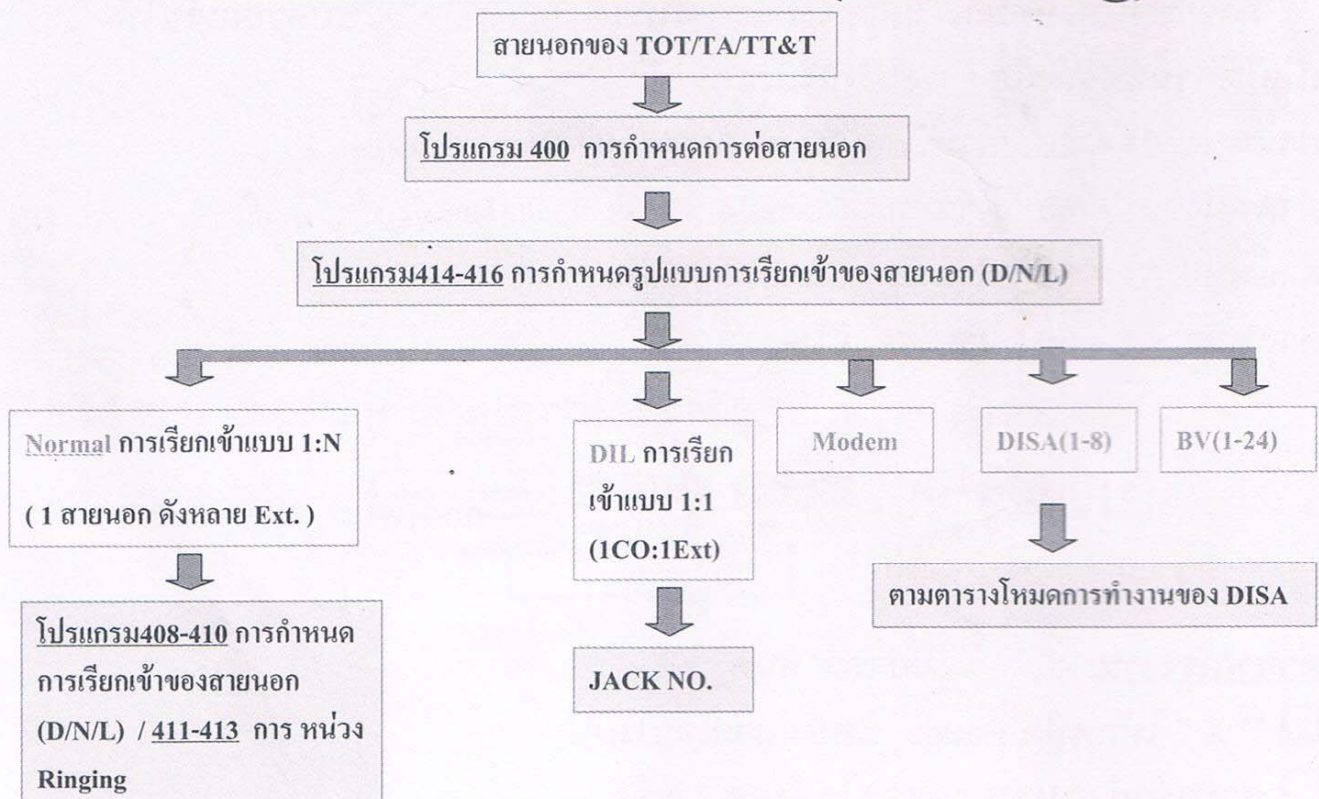 สายนอกของ TOT/TA/TT&T
โปรแกรม 400 การกำหนดการต่อสายนอก
โปรแกรม414-416 การกำหนดรูปแบบการเรียกเข้าของสายนอก (D/N/L)
Normal การเรียกเข้าแบบ 1:N
( 1 สายนอก ดังหลาย Ext. )
โปรแกรม408-410 การกำหนด
การเรียกเข้าของสายนอก
(D/N/L) / 411-413 การ หน่วง
Ringing
DIL การเรียก
เข้าแบบ 1:1
(1CO:1Ext)
JACK NO.
Modem
DISA(1-8)
ตามตารางโหมดการทำงานของ DISA
BV(1-24)